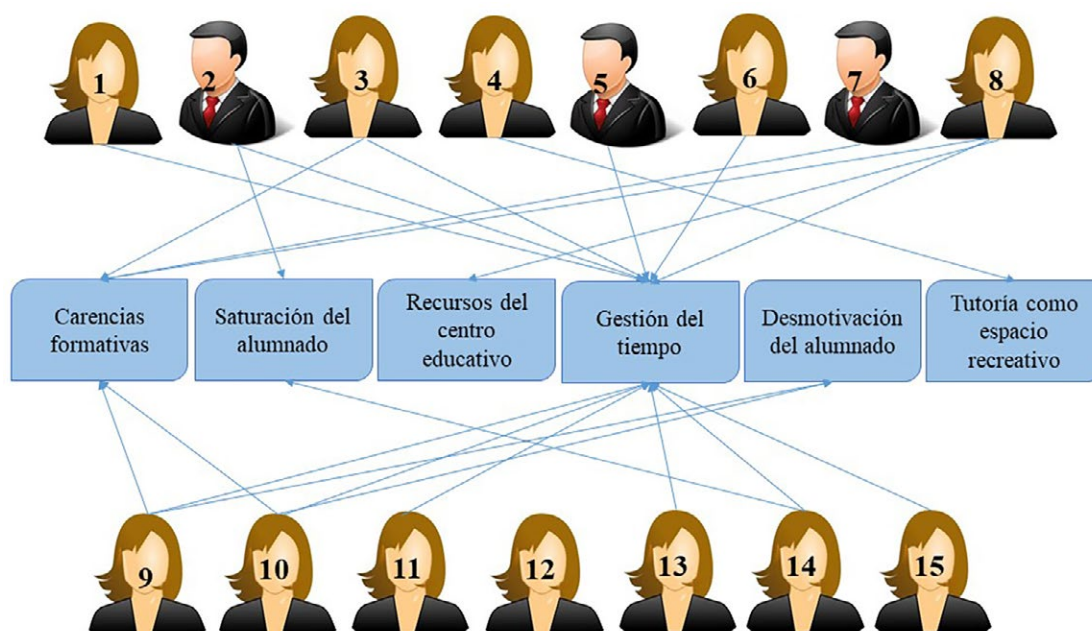 1
2
3
4
5
6
7
8
Carencias
formativas
Saturación del
alumnado
Recursos del
centro
educativo
Gestión del
tiempo
Desmotivación
del alumnado
Tutoría como
espacio
recreativo
9
10
11
12
13
14
15